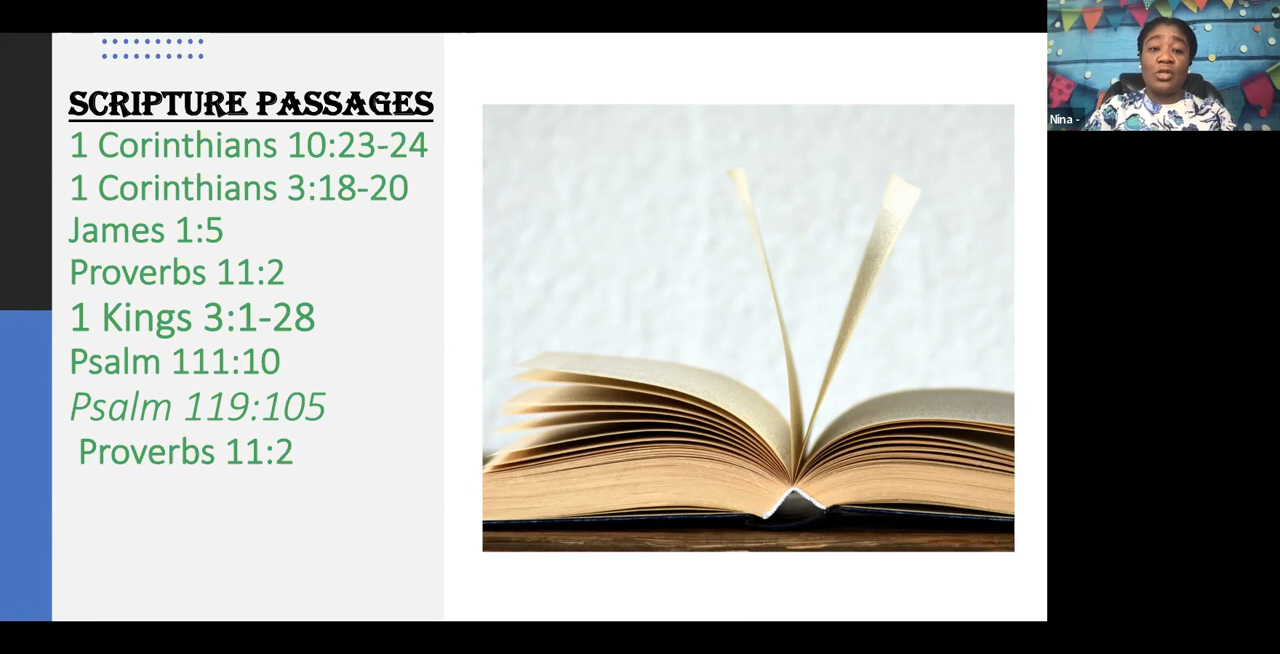 SCRIPTURE PASSAGES
1 Corinthians 10:23-24
1 Corinthians 3:18-20
James 1:5
Proverbs 11:2
1 Kings 3:1-28
Psalm 111:10
Psalm 119:105
Proverbs 11:2
Nina -